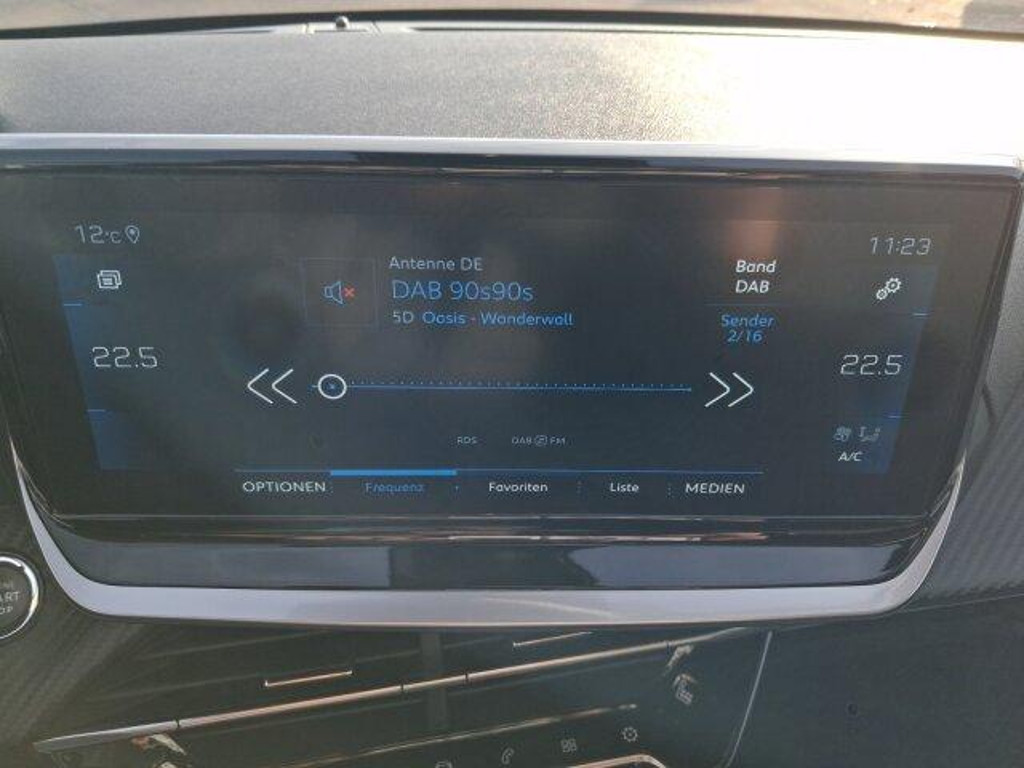 12°C
11:23
Antenne DE
DAB 90s90s
5D Oasis - Wonderwall
Band
DAB
Sender
2/16
22.5
22.5
RDS
DAB FM
A/C
OPTIONEN
Frequenz
Favoriten
Liste
MEDIEN